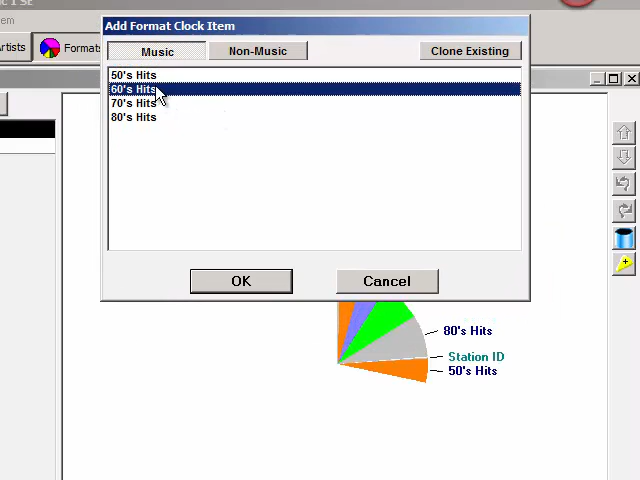 Add Format Clock Item
Music
Non-Music
Clone Existing
Artists
Formats
50's Hits
60's Hits
70's Hits
80's Hits
OK
Cancel
80's Hits
Station ID
50's Hits